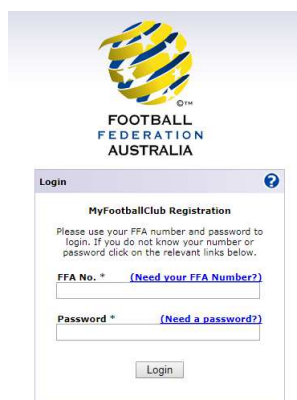 ©™
FOOTBALL
FEDERATION
AUSTRALIA
Login ?
MyFootballClub Registration
Please use your FFA number and password to
login. If you do not know your number or
password click on the relevant links below.
FFA No. * (Need your FFA Number?)
Password * (Need a password?)
Login